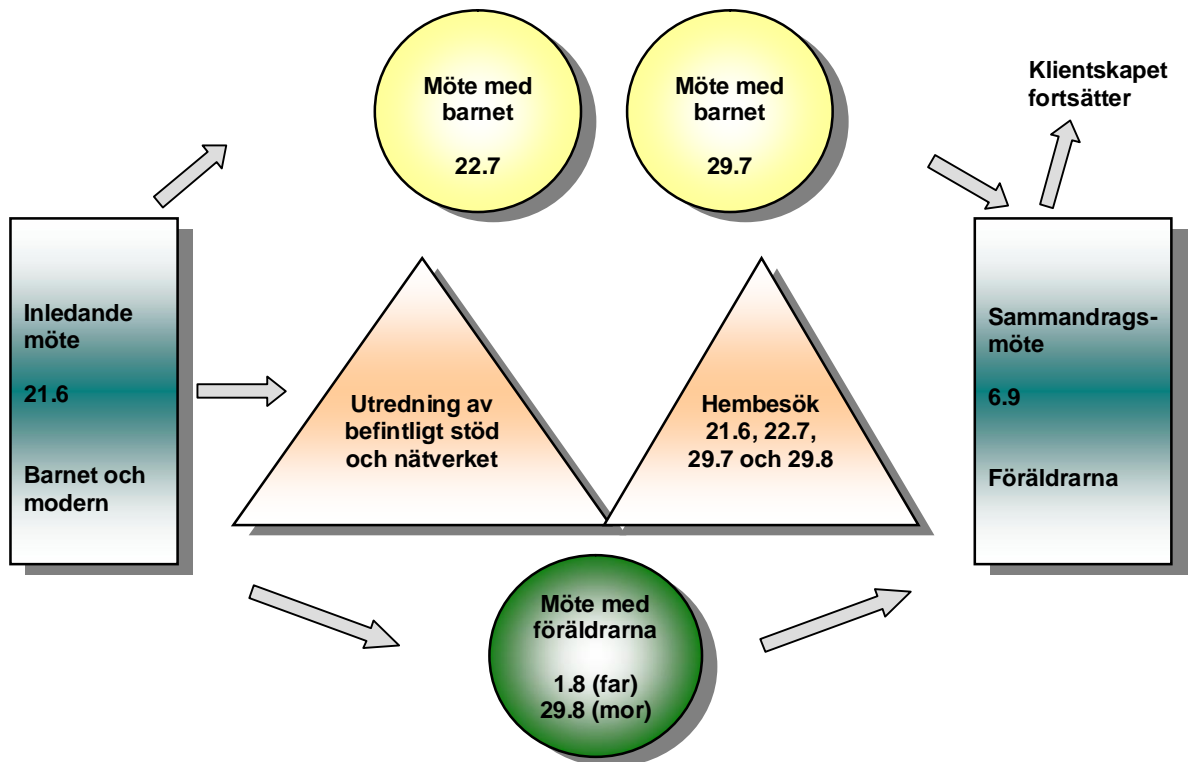 Inledande
möte
21.6
Barnet och
modern
Möte med
barnet
22.7
Möte med
barnet
29.7
Utredning av
befintligt stöd
och nätverket
Hembesök
21.6, 22.7,
29.7 och 29.8
Möte med
föräldrarna
1.8 (far)
29.8 (mor)
Sammandrags-
möte
6.9
Föräldrarna
Klientskapet
fortsätter